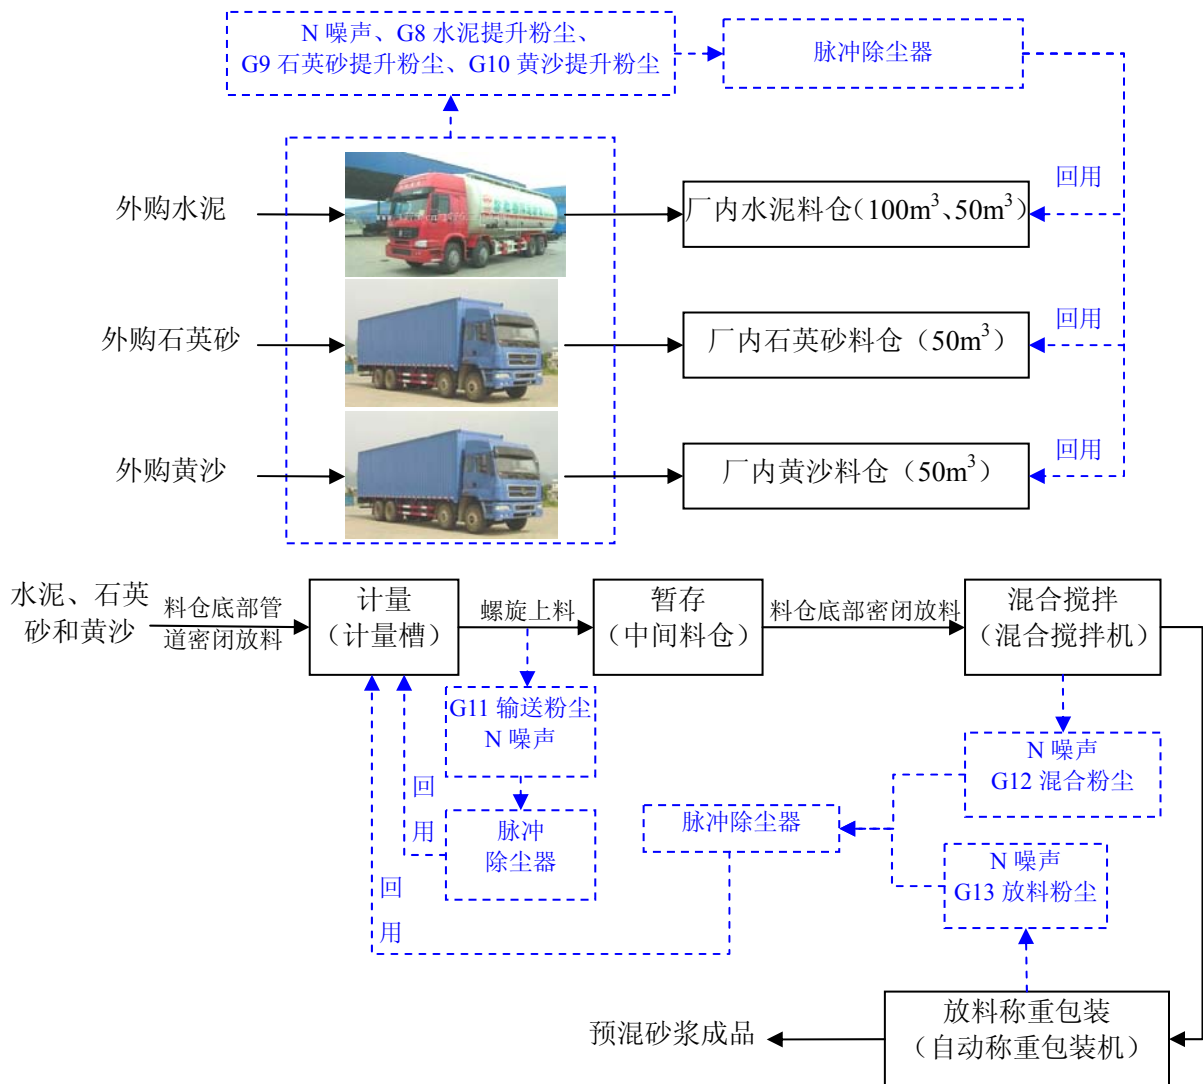 N 噪声、G8 水泥提升粉尘、
G9 石英砂提升粉尘、G10 黄沙提升粉尘
脉冲除尘器
外购水泥
厂内水泥料仓（100m³、50m³）
回用
外购石英砂
厂内石英砂料仓（50m³）
回用
外购黄沙
厂内黄沙料仓（50m³）
回用
水泥、石英
砂和黄沙
料仓底部管
道密闭放料
计量
（计量槽）
螺旋上料
暂存
（中间料仓）
料仓底部密闭放料
混合搅拌
（混合搅拌机）
G11 输送粉尘
N 噪声
回
用
脉冲
除尘器
回
用
脉冲除尘器
N 噪声
G12 混合粉尘
N 噪声
G13 放料粉尘
放料称重包装
（自动称重包装机）
预混砂浆成品